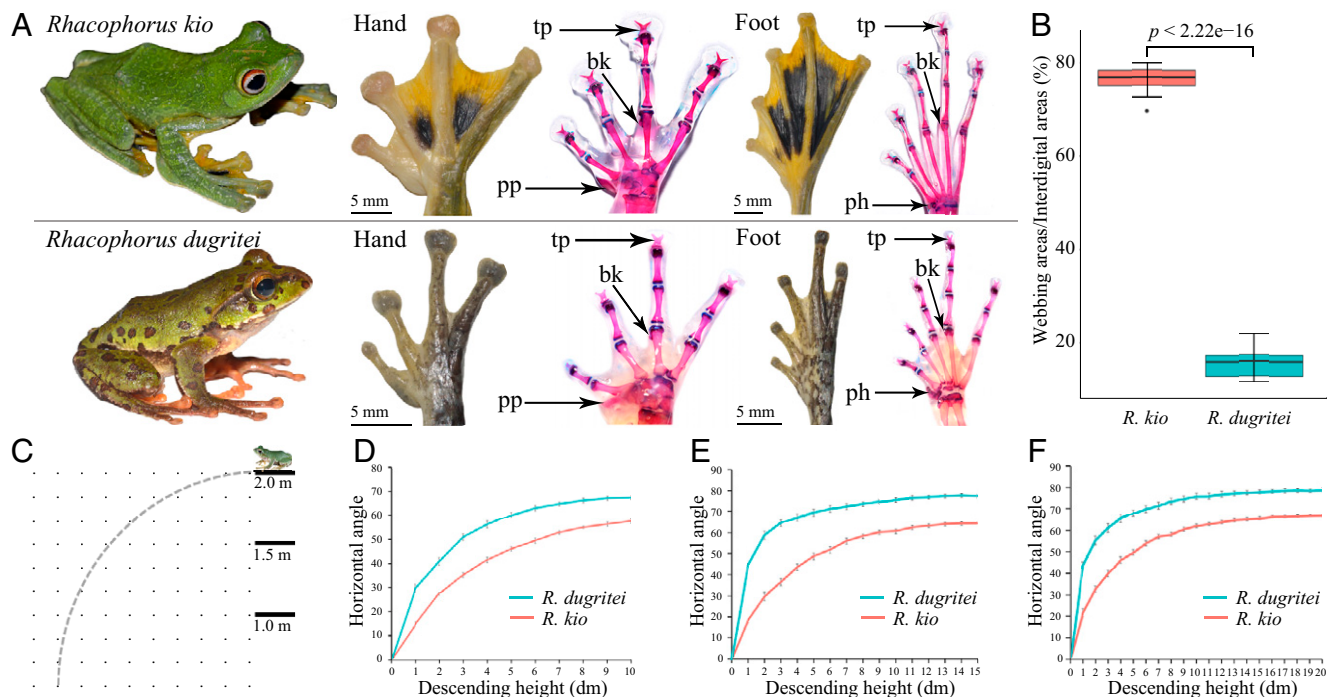 A
Rhacophorus kio
Hand
tp
bk
pp
5 mm
Foot
tp
bk
ph
5 mm
Rhacophorus dugritei
Hand
tp
bk
pp
5 mm
Foot
tp
bk
ph
5 mm
B
p < 2.22e−16
Webbing areas/Interdigital areas (%)
80
60
40
20
R. kio R. dugritei
C
2.0 m
1.5 m
1.0 m
D
Horizontal angle
80
70
60
50
40
30
20
10
0
R. dugritei
R. kio
0 1 2 3 4 5 6 7 8 9 10
Descending height (dm)
E
Horizontal angle
90
80
70
60
50
40
30
20
10
0
R. dugritei
R. kio
0 1 2 3 4 5 6 7 8 9 10 11 12 13 14 15
Descending height (dm)
F
Horizontal angle
90
80
70
60
50
40
30
20
10
0
R. dugritei
R. kio
0 1 2 3 4 5 6 7 8 9 10 11 12 13 14 15 16 17 18 19 20
Descending height (dm)